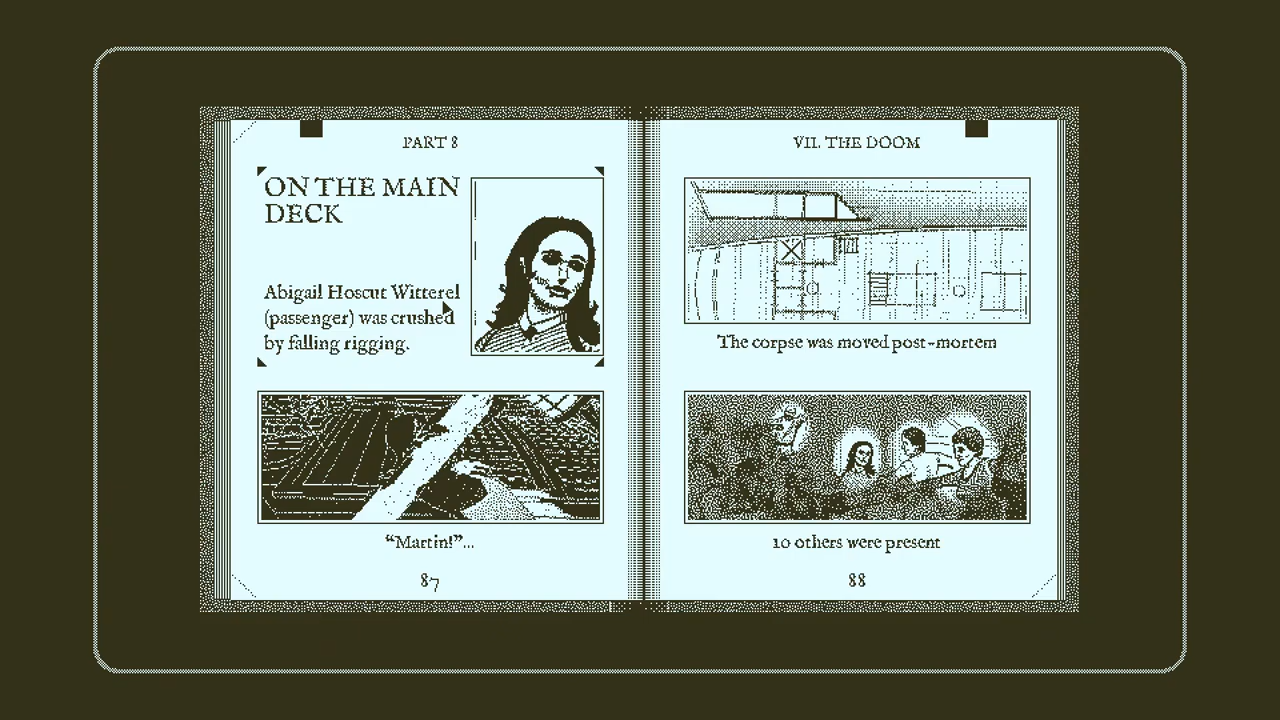 PART 8
ON THE MAIN
DECK
Abigail Hoscut Witterel
(passenger) was crushed
by falling rigging.
“Martin!”...
87
VII. THE DOOM
The corpse was moved post-mortem
10 others were present
88